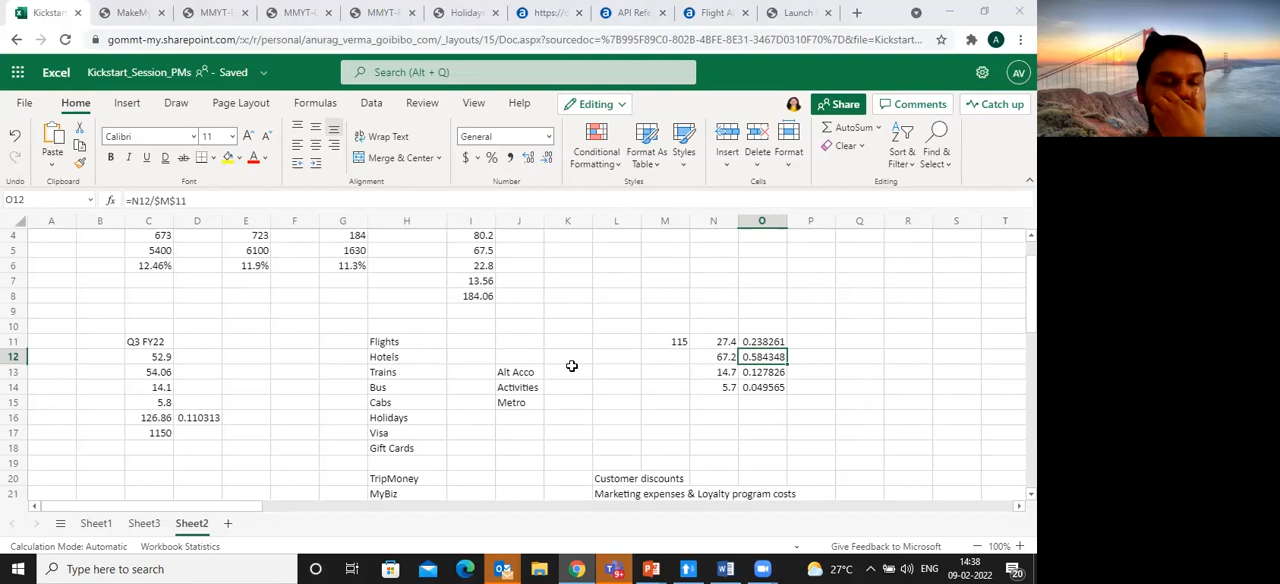 Kickstart
MakeMy
MMYT-
MMYT-
MMYT-
Holidays
https://
API Refe
Flight A
Launch
gommt-my.sharepoint.com/:x:/r/personal/anurag_verma_goibibo_com/_layouts/15/Doc.aspx?sourcedoc=%7B995F89C0-802B-4BFE-8E31-3467D0310F70%7D&file=Kickstart...
A
Excel
Kickstart_Session_PMs - Saved
Search (Alt + Q)
AV
File Home Insert Draw Page Layout Formulas Data Review View Help
Editing
Share
Comments
Catch up
Paste
Calibri 11
Wrap Text
Merge & Center
General
Conditional Formatting
Format As Table
Styles
Insert
Delete
Format
AutoSum
Clear
Sort & Filter
Find & Select
Undo Clipboard Font Alignment Number Styles Cells Editing
O12 fx =N12/$M$11
A B C D E F G H I J K L M N O P Q R S T
4 673 723 184 80.2
5 5400 6100 1630 67.5
6 12.46% 11.9% 11.3% 22.8
7 13.56
8 184.06
9
10
11 Q3 FY22 Flights 115 27.4 0.238261
12 52.9 Hotels 67.2 0.584348
13 54.06 Trains Alt Acco 14.7 0.127826
14 14.1 Bus Activities 5.7 0.049565
15 5.8 Cabs Metro
16 126.86 0.110313 Holidays
17 1150 Visa
18 Gift Cards
19
20 TripMoney Customer discounts
21 MyBiz Marketing expenses & Loyalty program costs
Sheet1 Sheet3 Sheet2
Calculation Mode: Automatic Workbook Statistics Give Feedback to Microsoft 100%
Type here to search
27°C ENG
14:38
09-02-2022
20